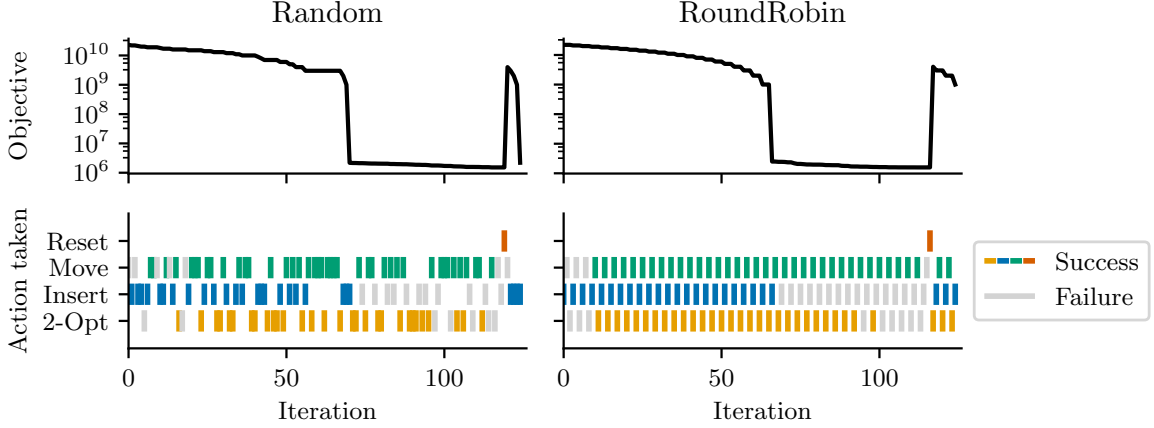 Random
RoundRobin
Objective
10^10
10^9
10^8
10^7
10^6
Action taken
Reset
Move
Insert
2-Opt
Success
Failure
0 50 100
0 50 100
Iteration
Iteration